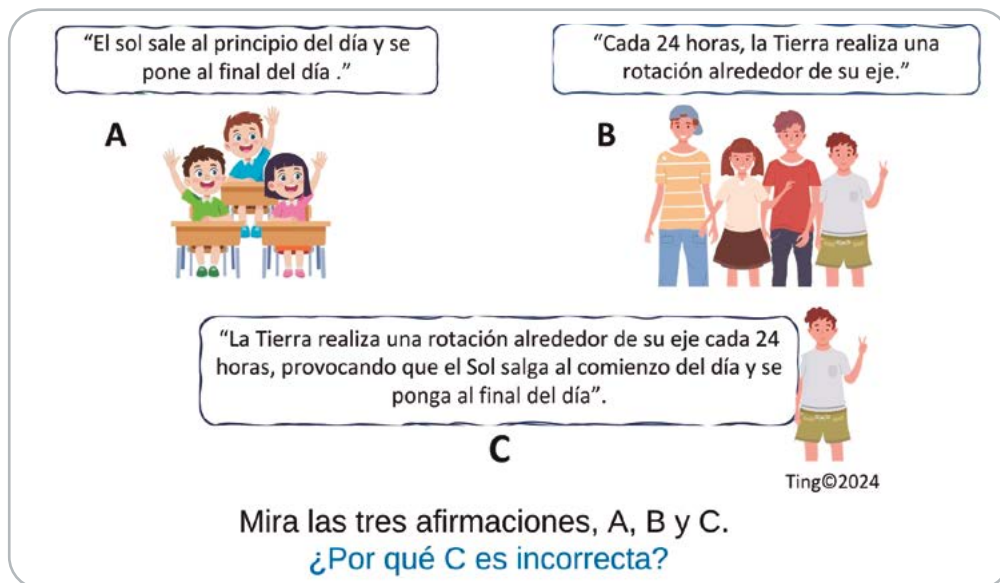 “El sol sale al principio del día y se
pone al final del día .”
“Cada 24 horas, la Tierra realiza una
rotación alrededor de su eje.”
A
B
“La Tierra realiza una rotación alrededor de su eje cada 24
horas, provocando que el Sol salga al comienzo del día y se
ponga al final del día”.
C
Ting©2024
Mira las tres afirmaciones, A, B y C.
¿Por qué C es incorrecta?